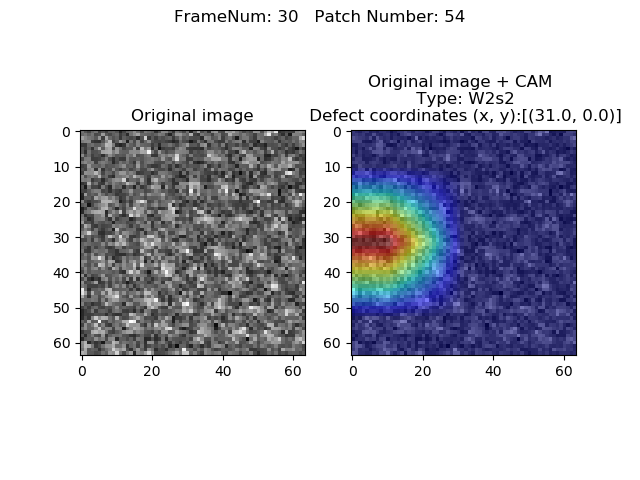 FrameNum: 30   Patch Number: 54
Original image
Original image + CAM
Type: W2s2
Defect coordinates (x, y):[(31.0, 0.0)]
0
10
20
30
40
50
60
0 20 40 60
0
10
20
30
40
50
60
0 20 40 60